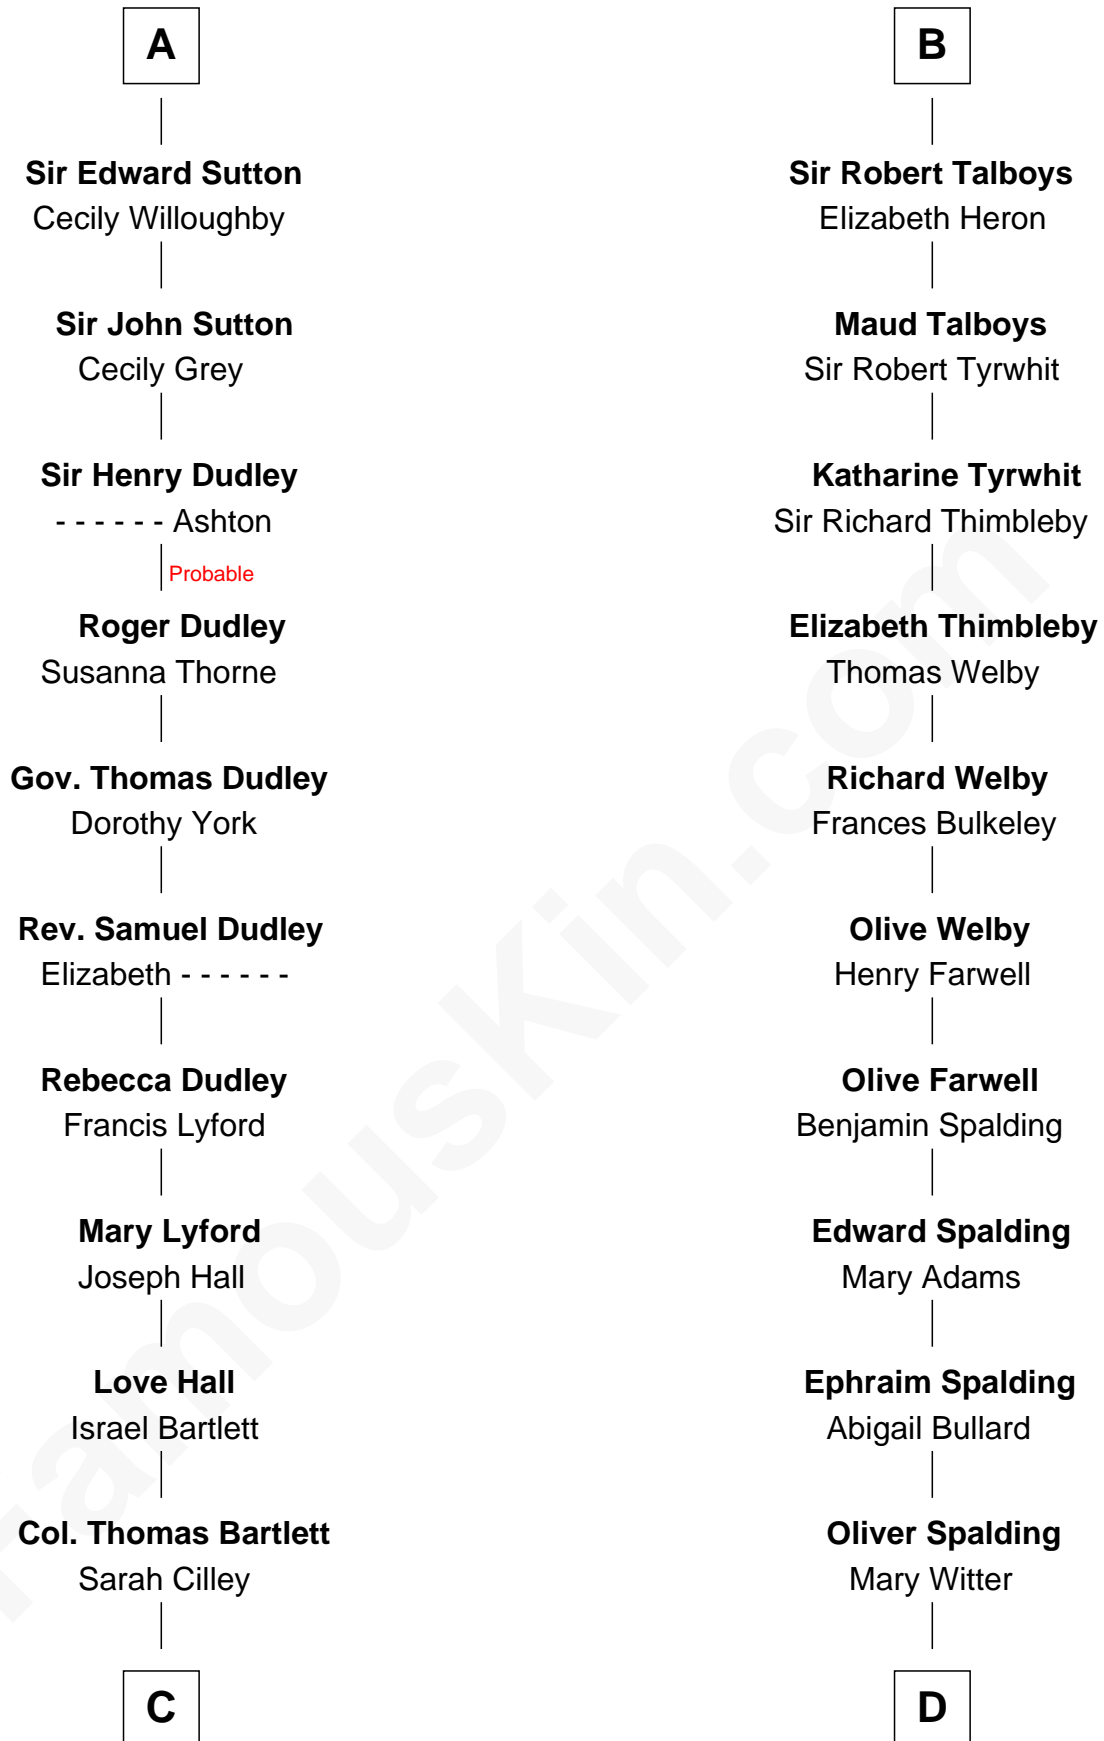 A
Sir Edward Sutton
Cecily Willoughby
Sir John Sutton
Cecily Grey
Sir Henry Dudley
- - - - - - Ashton
Probable
Roger Dudley
Susanna Thorne
Gov. Thomas Dudley
Dorothy York
Rev. Samuel Dudley
Elizabeth - - - - - -
Rebecca Dudley
Francis Lyford
Mary Lyford
Joseph Hall
Love Hall
Israel Bartlett
Col. Thomas Bartlett
Sarah Cilley
C
B
Sir Robert Talboys
Elizabeth Heron
Maud Talboys
Sir Robert Tyrwhit
Katharine Tyrwhit
Sir Richard Thimbleby
Elizabeth Thimbleby
Thomas Welby
Richard Welby
Frances Bulkeley
Olive Welby
Henry Farwell
Olive Farwell
Benjamin Spalding
Edward Spalding
Mary Adams
Ephraim Spalding
Abigail Bullard
Oliver Spalding
Mary Witter
D
FamousKin.com